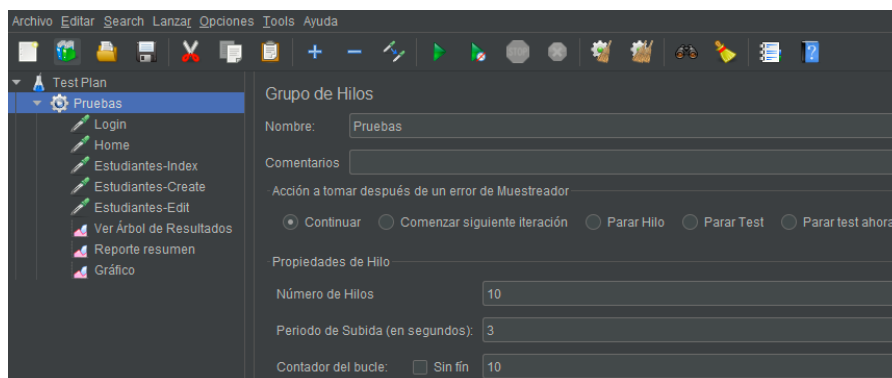 Archivo Editar Search Lanzar Opciones Tools Ayuda
STOP
Test Plan
Pruebas
Login
Home
Estudiantes-Index
Estudiantes-Create
Estudiantes-Edit
Ver Árbol de Resultados
Reporte resumen
Gráfico
Grupo de Hilos
Nombre: Pruebas
Comentarios
Acción a tomar después de un error de Muestreador
Continuar Comenzar siguiente iteración Parar Hilo Parar Test Parar test ahora
Propiedades de Hilo
Número de Hilos 10
Periodo de Subida (en segundos): 3
Contador del bucle: Sin fín 10